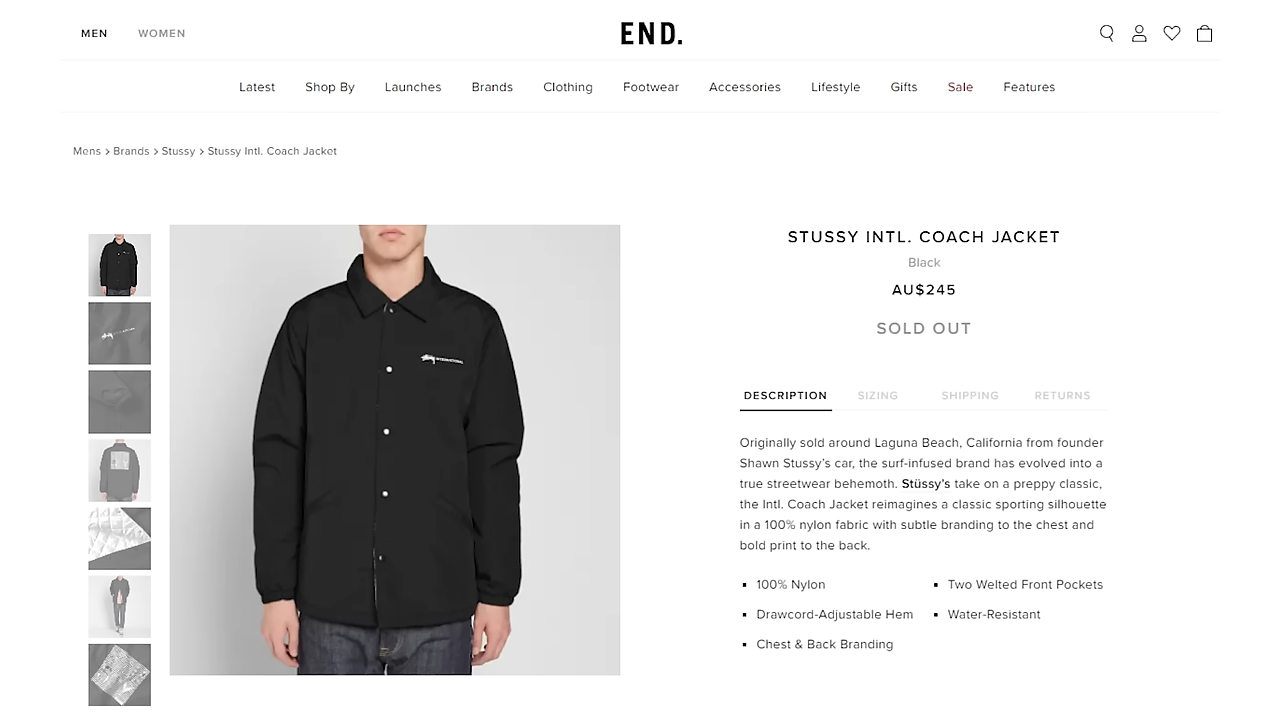 MEN
WOMEN
END.
Latest
Shop By
Launches
Brands
Clothing
Footwear
Accessories
Lifestyle
Gifts
Sale
Features
Mens > Brands > Stussy > Stussy Intl. Coach Jacket
STUSSY INTL. COACH JACKET
Black
AU$245
SOLD OUT
DESCRIPTION
SIZING
SHIPPING
RETURNS
Originally sold around Laguna Beach, California from founder
Shawn Stussy's car, the surf-infused brand has evolved into a
true streetwear behemoth. Stüssy's take on a preppy classic,
the Intl. Coach Jacket reimagines a classic sporting silhouette
in a 100% nylon fabric with subtle branding to the chest and
bold print to the back.
▪ 100% Nylon
▪ Two Welted Front Pockets
▪ Drawcord-Adjustable Hem
▪ Water-Resistant
▪ Chest & Back Branding